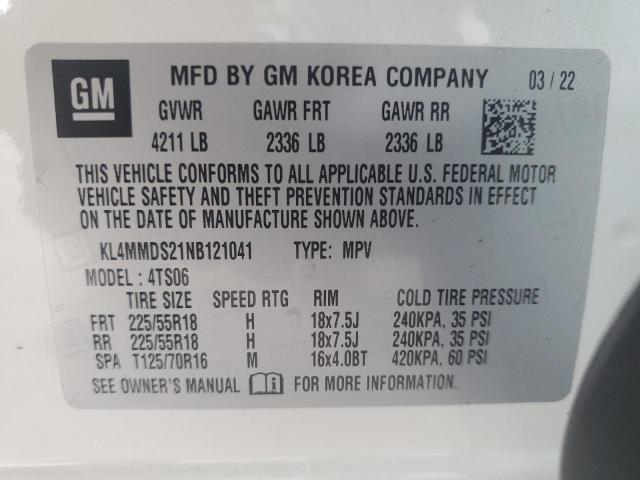 GM MFD BY GM KOREA COMPANY 03/22
GVWR GAWR FRT GAWR RR
4211 LB 2336 LB 2336 LB
THIS VEHICLE CONFORMS TO ALL APPLICABLE U.S. FEDERAL MOTOR
VEHICLE SAFETY AND THEFT PREVENTION STANDARDS IN EFFECT
ON THE DATE OF MANUFACTURE SHOWN ABOVE.
KL4MMDS21NB121041 TYPE: MPV
MODEL: 4TS06
TIRE SIZE SPEED RTG RIM COLD TIRE PRESSURE
FRT 225/55R18 H 18x7.5J 240KPA, 35 PSI
RR 225/55R18 H 18x7.5J 240KPA, 35 PSI
SPA T125/70R16 M 16x4.0BT 420KPA, 60 PSI
SEE OWNER'S MANUAL FOR MORE INFORMATION.